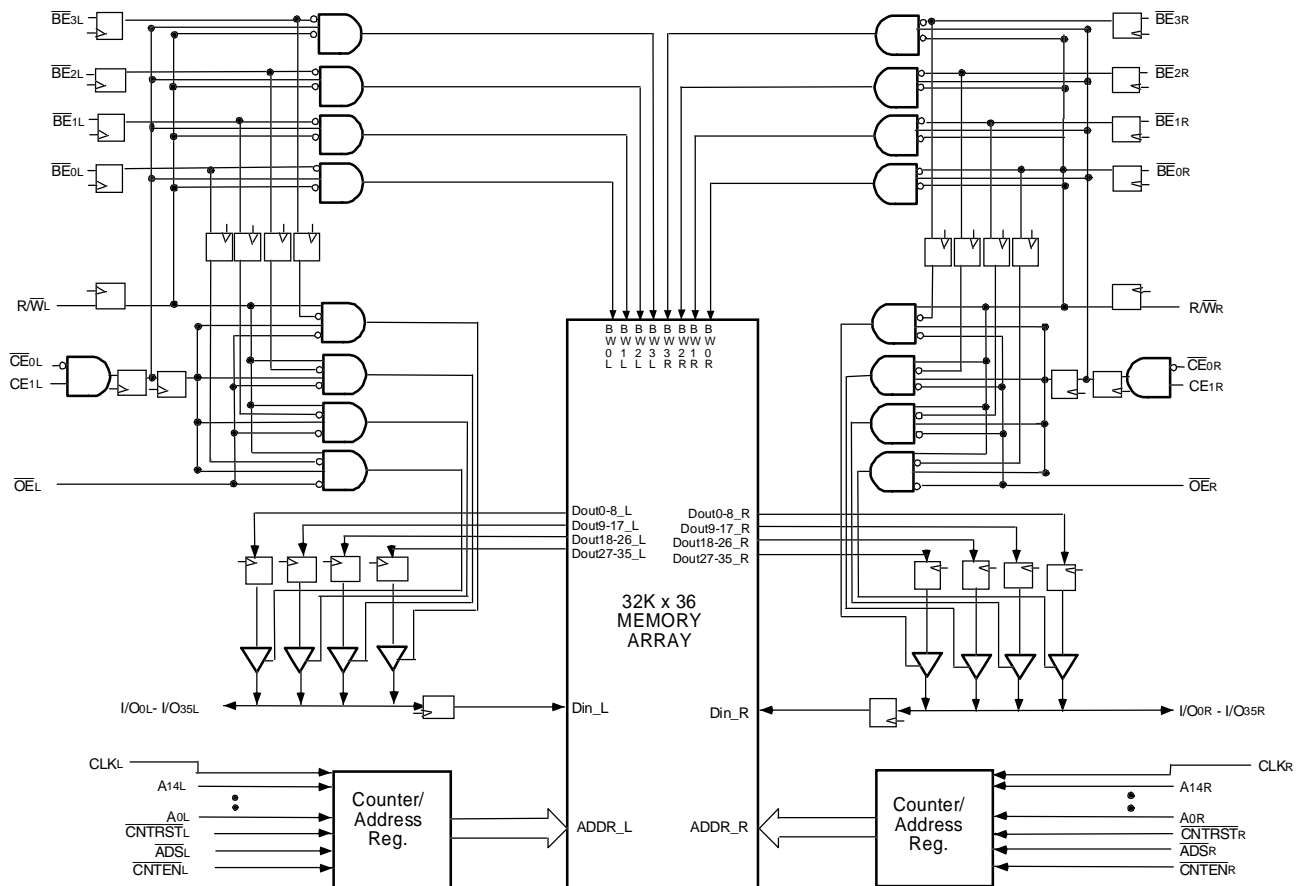 BE3L
BE2L
BE1L
BE0L
R/WL
CE0L
CE1L
OEL
BE3R
BE2R
BE1R
BE0R
R/WR
CE0R
CE1R
OER
B W 0 L
B W 1 L
B W 2 L
B W 3 L
B W 3 R
B W 2 R
B W 1 R
B W 0 R
Dout0-8_L
Dout9-17_L
Dout18-26_L
Dout27-35_L
Dout0-8_R
Dout9-17_R
Dout18-26_R
Dout27-35_R
32K x 36
MEMORY
ARRAY
I/O0L- I/O35L
Din_L
Din_R
I/O0R - I/O35R
CLKL
A14L
A0L
CNTRSTL
ADSL
CNTENL
Counter/
Address
Reg.
ADDR_L
ADDR_R
Counter/
Address
Reg.
CLKR
A14R
A0R
CNTRSTR
ADSR
CNTENR